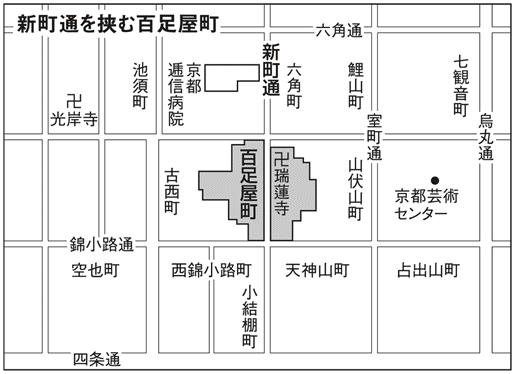 新町通を挟む百足屋町
六角通
新町通
池須町
京都
逓信病院
六角町
鯉山町
七観音町
卍
光岸寺
室町通
烏丸通
古西町
百足屋町
卍瑞蓮寺
山伏山町
京都芸術
センター
錦小路通
空也町
西錦小路町
天神山町
占出山町
小結棚町
四条通